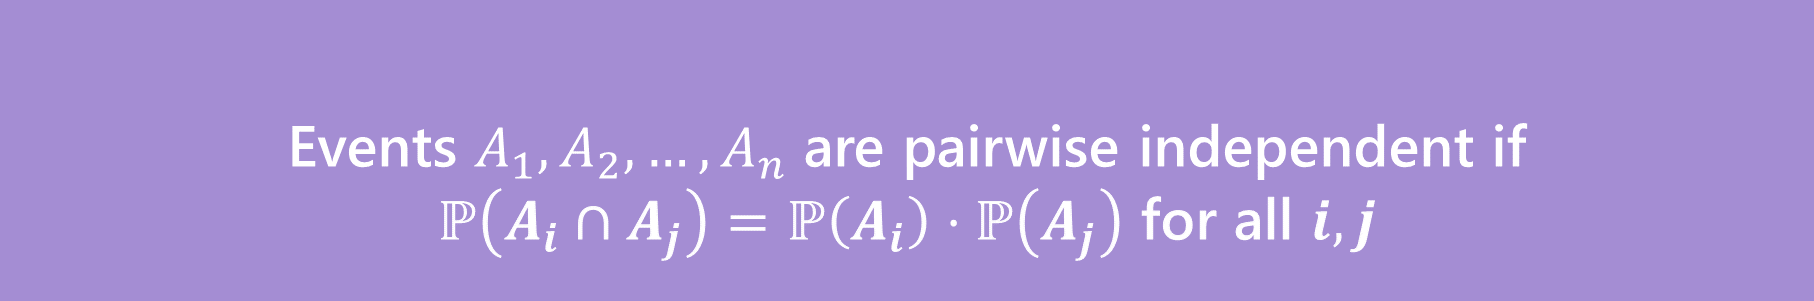 Events 𝐴₁, 𝐴₂, … , 𝐴ₙ are pairwise independent if
ℙ(𝑨ᵢ ∩ 𝑨ⱼ) = ℙ(𝑨ᵢ) · ℙ(𝑨ⱼ) for all 𝒊, 𝒋